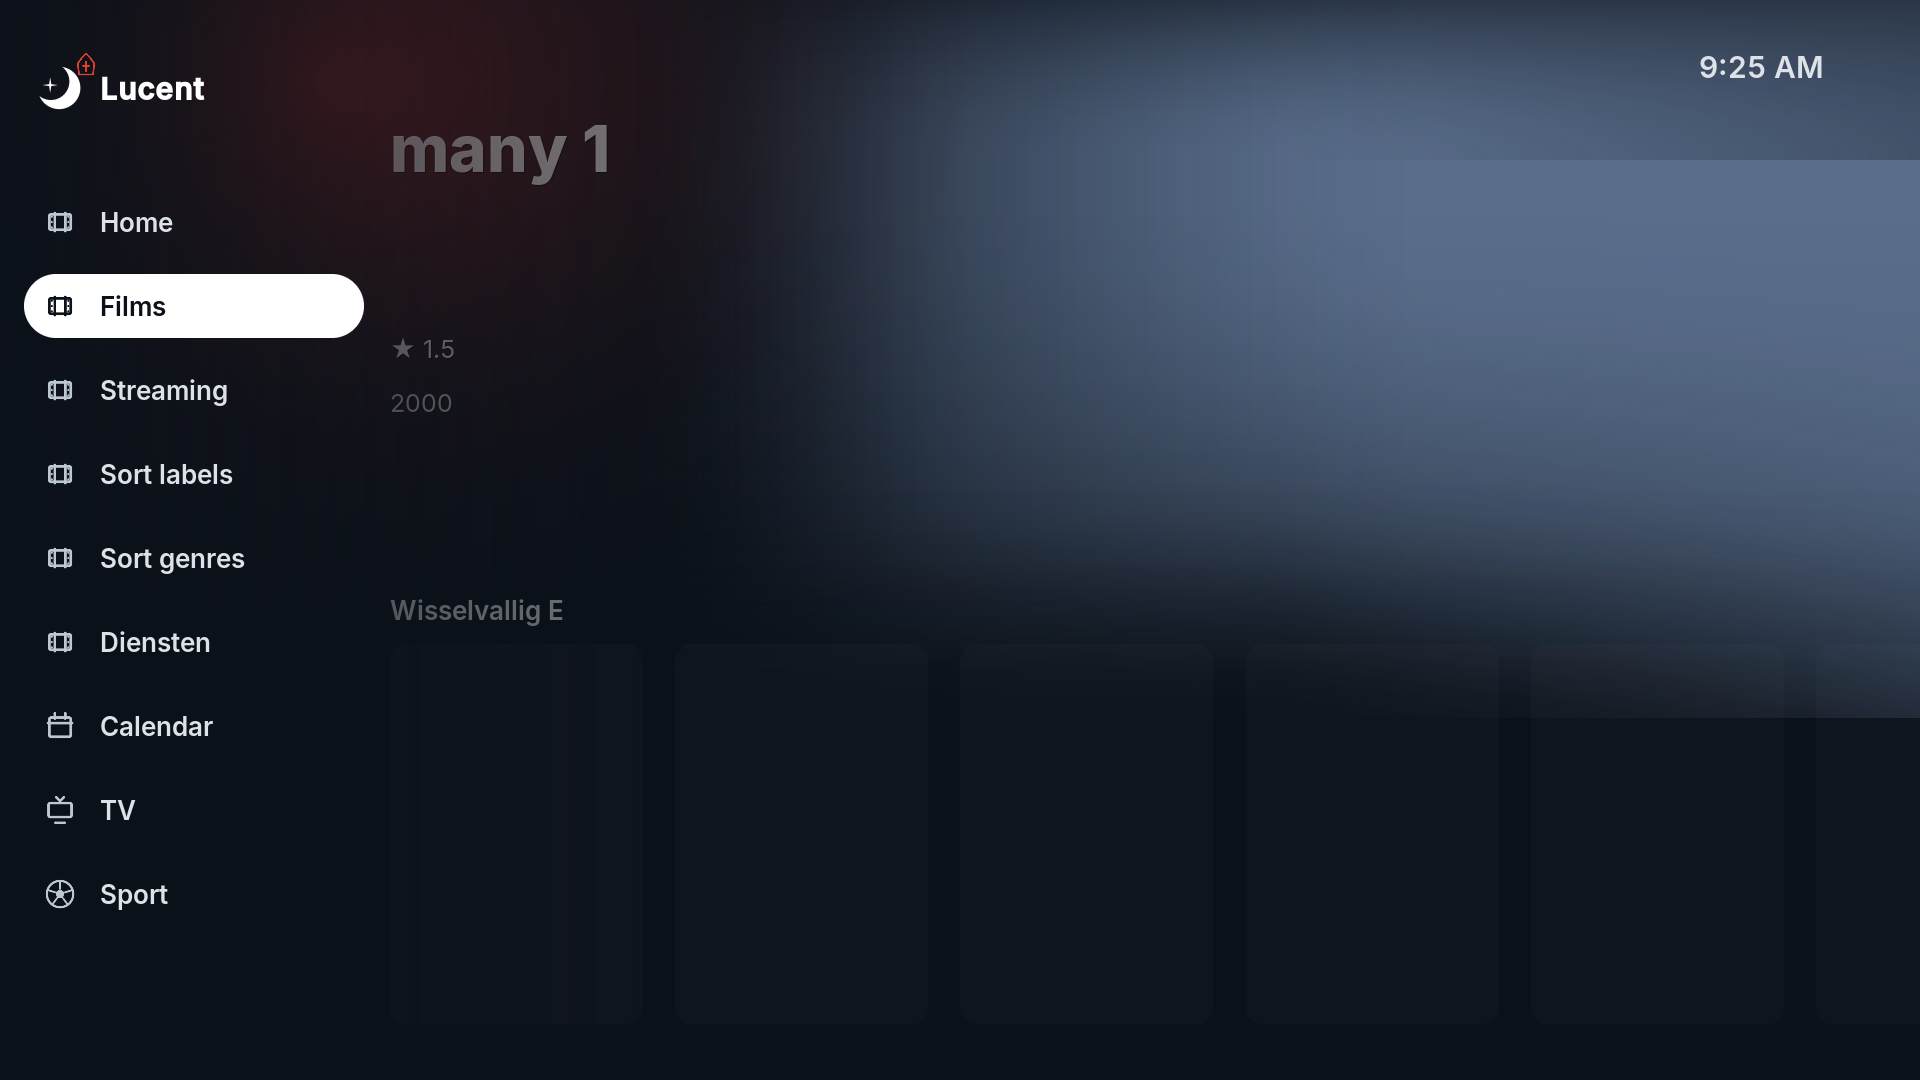 Lucent
9:25 AM
many 1
Home
Films
★ 1.5
Streaming
2000
Sort labels
Sort genres
Wisselvallig E
Diensten
Calendar
TV
Sport